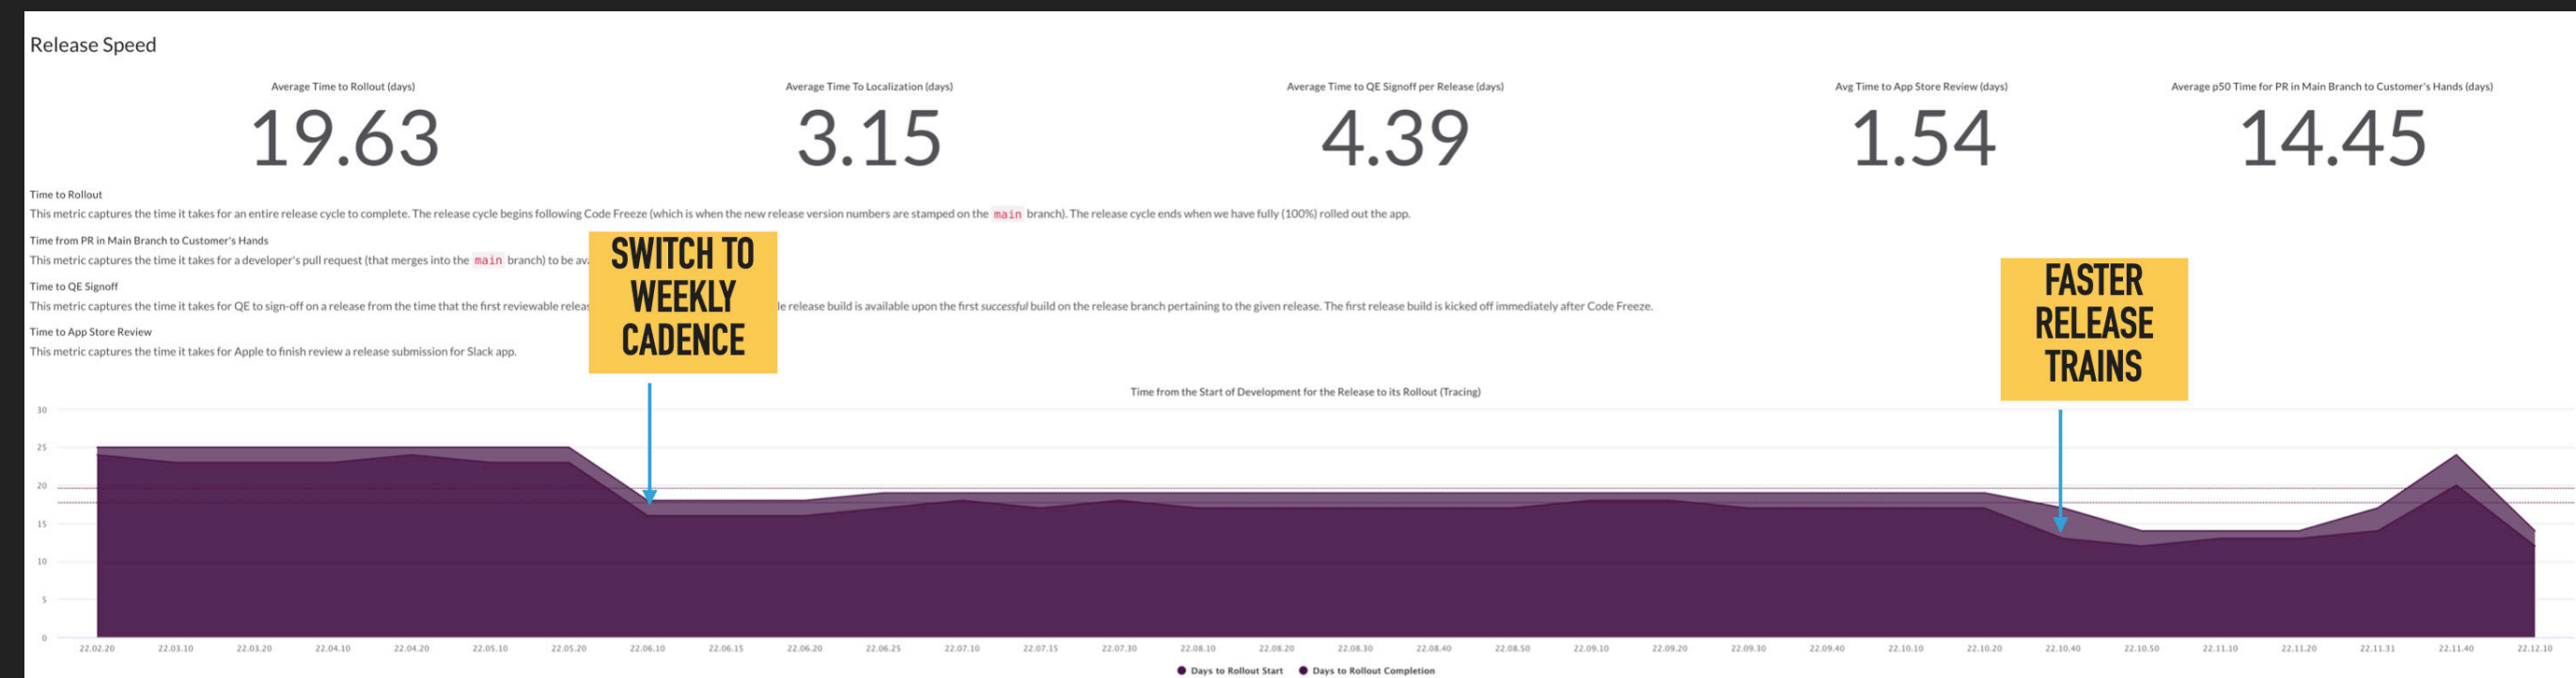 Release Speed
Average Time to Rollout (days)
19.63
Average Time To Localization (days)
3.15
Average Time to QE Signoff per Release (days)
4.39
Avg Time to App Store Review (days)
1.54
Average p50 Time for PR in Main Branch to Customer's Hands (days)
14.45
Time to Rollout
This metric captures the time it takes for an entire release cycle to complete. The release cycle begins following Code Freeze (which is when the new release version numbers are stamped on the main branch). The release cycle ends when we have fully (100%) rolled out the app.
Time from PR in Main Branch to Customer's Hands
This metric captures the time it takes for a developer's pull request (that merges into the main branch) to be
Time to QE Signoff
This metric captures the time it takes for QE to sign-off on a release from the time that the first reviewable
release build is available upon the first successful build on the release branch pertaining to the given release. The first release build is kicked off immediately after Code Freeze.
Time to App Store Review
This metric captures the time it takes for Apple to finish review a release submission for Slack app.
SWITCH TO
WEEKLY
CADENCE
FASTER
RELEASE
TRAINS
Time from the Start of Development for the Release to its Rollout (Tracing)
30
25
20
15
10
5
0
22.02.20 22.03.10 22.03.20 22.04.10 22.04.20 22.05.10 22.05.20 22.06.10 22.06.15 22.06.20 22.06.25 22.07.10 22.07.15 22.07.30 22.08.10 22.08.20 22.08.30 22.08.40 22.08.50 22.09.10 22.09.20 22.09.30 22.09.40 22.10.10 22.10.20 22.10.40 22.10.50 22.11.10 22.11.20 22.11.31 22.11.40 22.12.10
Days to Rollout Start Days to Rollout Completion